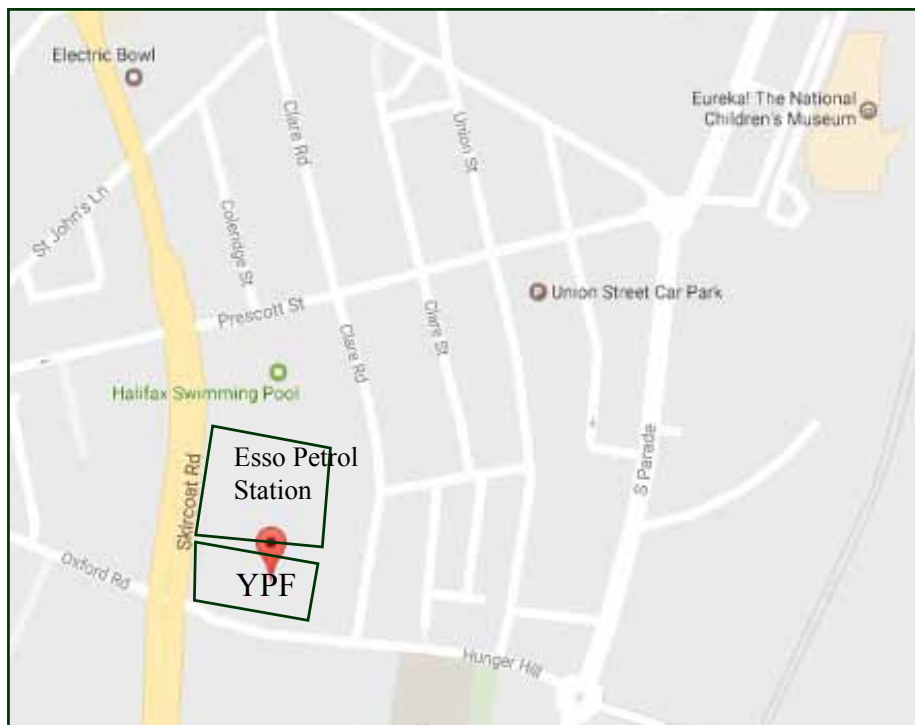 Electric Bowl
Eureka! The National
Children's Museum
Clare Rd
Union St
St John's Ln
Coleridge St
Prescott St
Union Street Car Park
Clare Rd
Clare St
Halifax Swimming Pool
Esso Petrol
Station
Skircoat Rd
S Parade
Oxford Rd
YPF
Hunger Hill
P